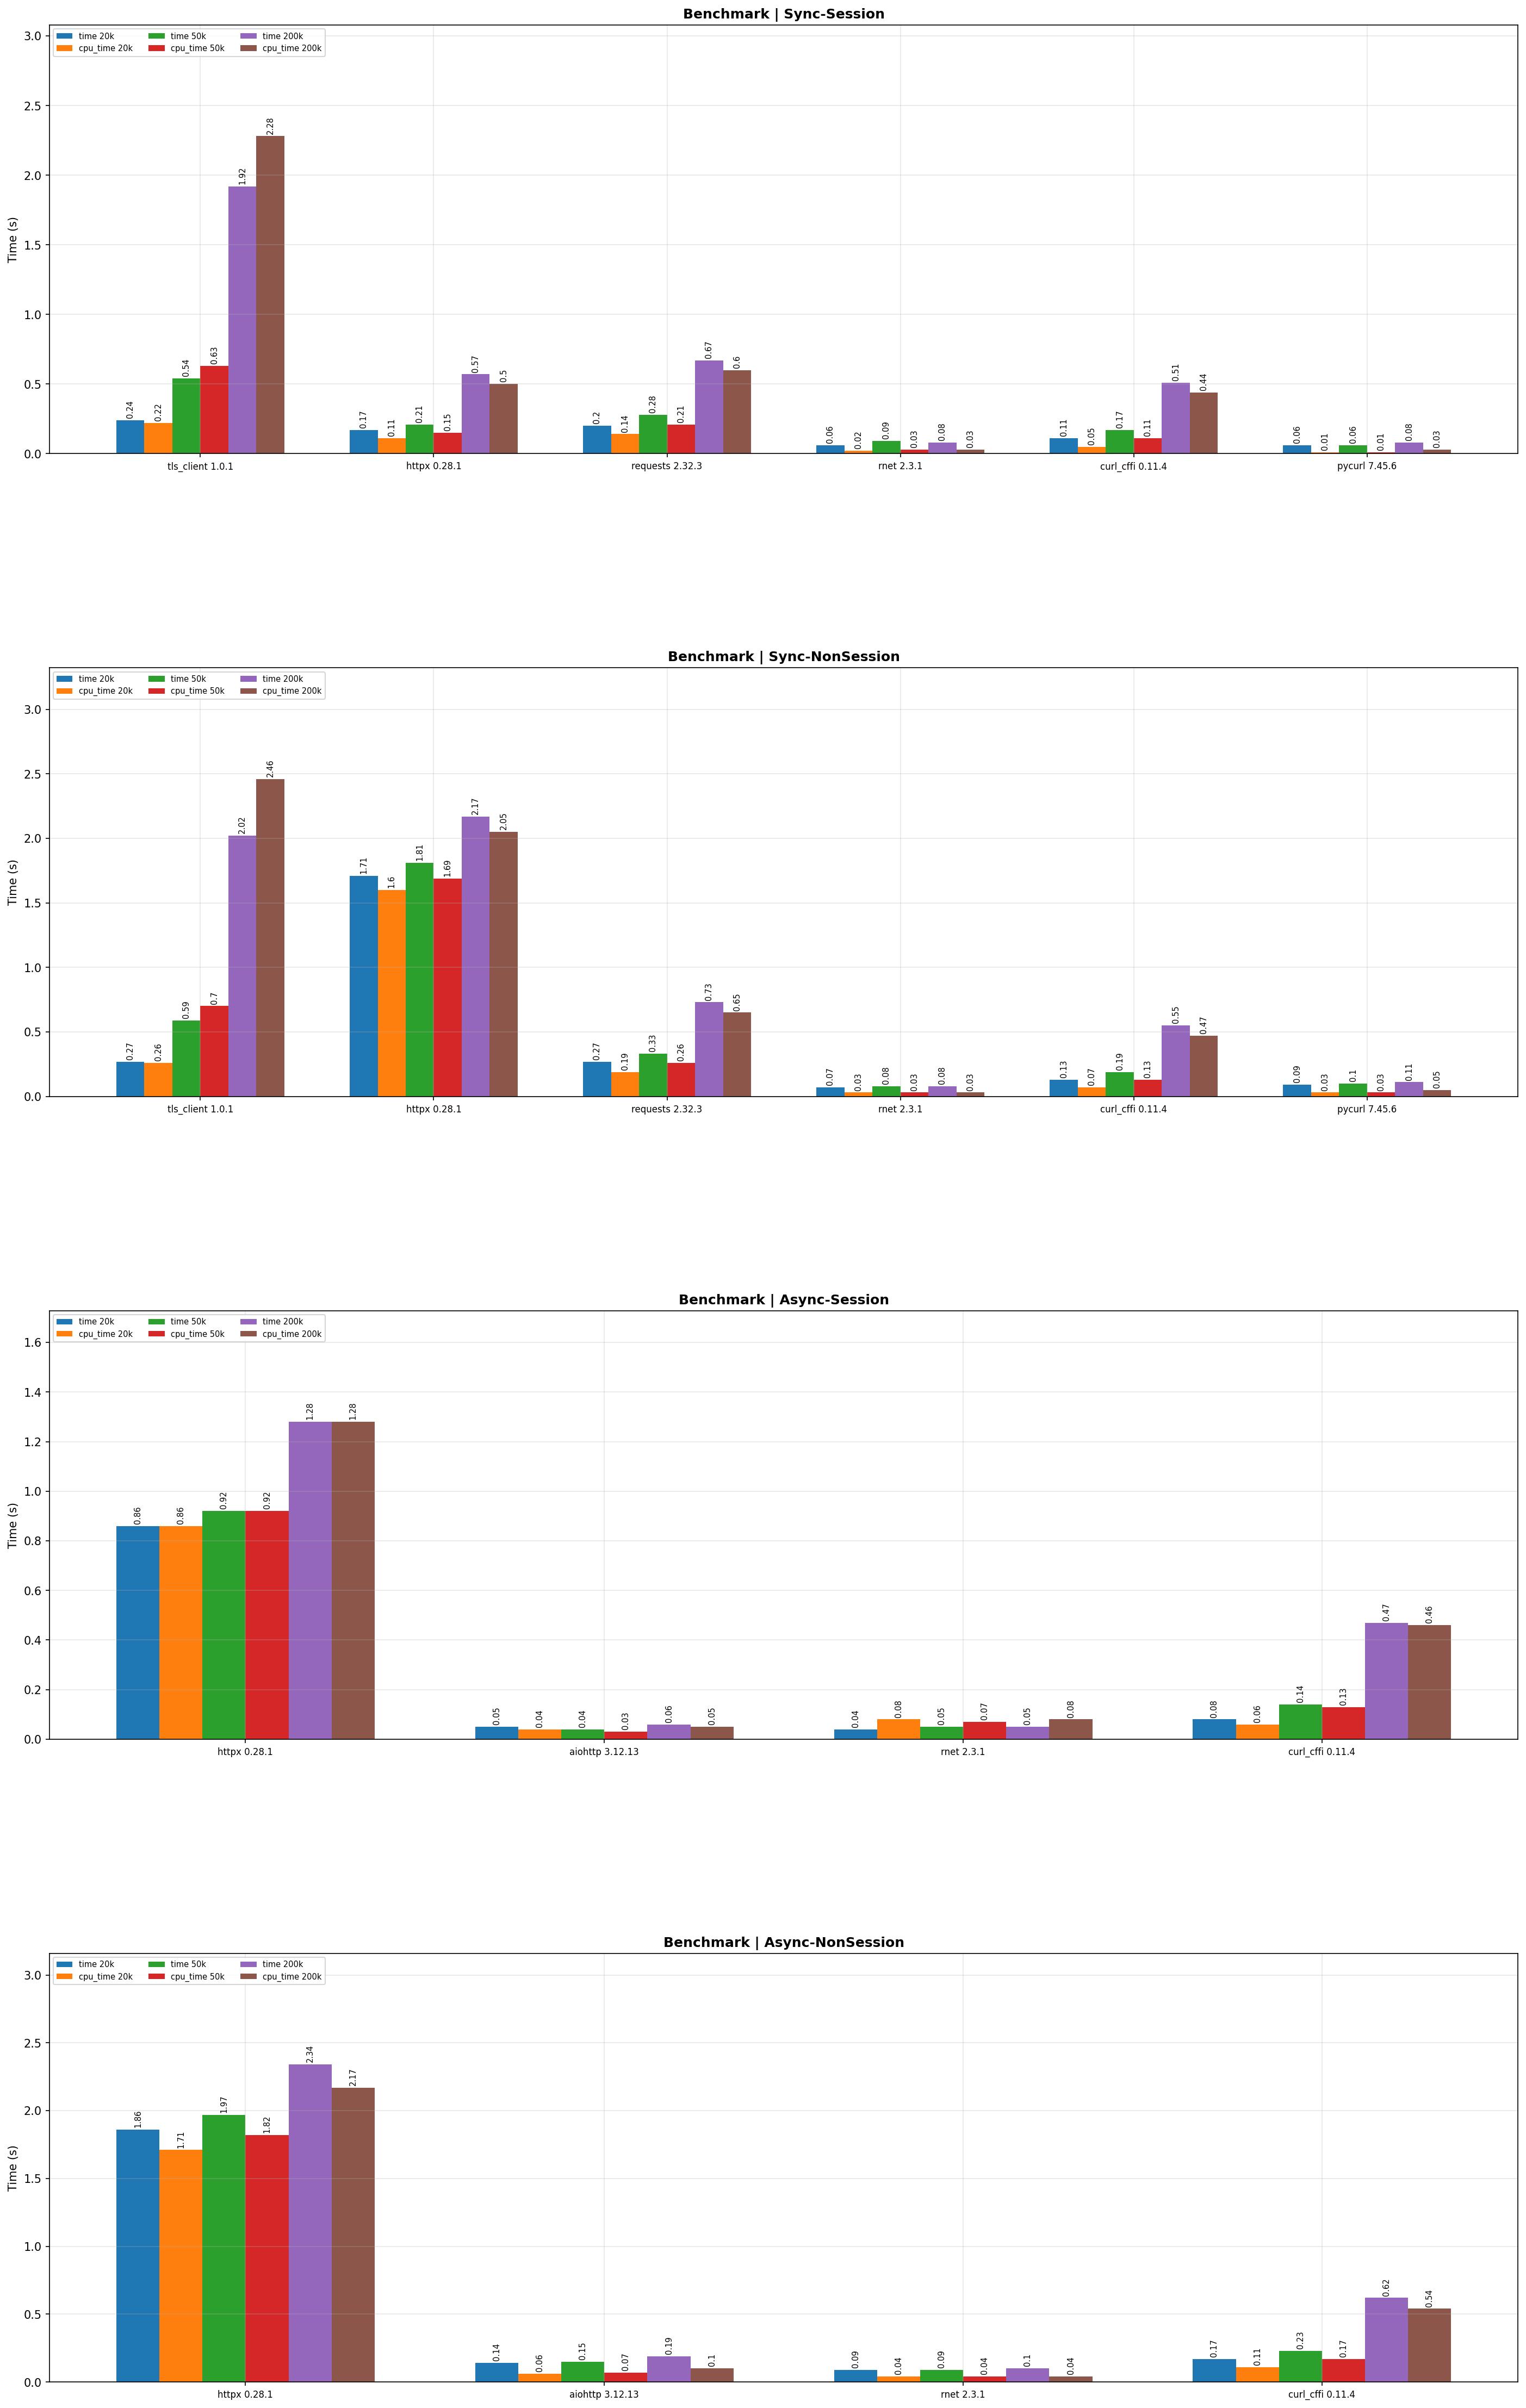 Benchmark | Sync-Session
time 20k time 50k time 200k
cpu_time 20k cpu_time 50k cpu_time 200k
3.0
2.5
2.0
1.5
1.0
0.5
0.0
Time (s)
0.24 0.22 0.54 0.63 1.92 2.28
0.17 0.11 0.21 0.15 0.57 0.5
0.2 0.14 0.28 0.21 0.67 0.6
0.06 0.02 0.09 0.03 0.08 0.03
0.11 0.05 0.17 0.11 0.51 0.44
0.06 0.01 0.06 0.01 0.08 0.03
tls_client 1.0.1 httpx 0.28.1 requests 2.32.3 rnet 2.3.1 curl_cffi 0.11.4 pycurl 7.45.6
Benchmark | Sync-NonSession
time 20k time 50k time 200k
cpu_time 20k cpu_time 50k cpu_time 200k
3.0
2.5
2.0
1.5
1.0
0.5
0.0
Time (s)
0.27 0.26 0.59 0.7 2.02 2.46
1.71 1.6 1.81 1.69 2.17 2.05
0.27 0.19 0.33 0.26 0.73 0.65
0.07 0.03 0.08 0.03 0.08 0.03
0.13 0.07 0.19 0.13 0.55 0.47
0.09 0.03 0.1 0.03 0.11 0.05
tls_client 1.0.1 httpx 0.28.1 requests 2.32.3 rnet 2.3.1 curl_cffi 0.11.4 pycurl 7.45.6
Benchmark | Async-Session
time 20k time 50k time 200k
cpu_time 20k cpu_time 50k cpu_time 200k
1.6
1.4
1.2
1.0
0.8
0.6
0.4
0.2
0.0
Time (s)
0.86 0.86 0.92 0.92 1.28 1.28
0.05 0.04 0.04 0.03 0.06 0.05
0.04 0.08 0.05 0.07 0.05 0.08
0.08 0.06 0.14 0.13 0.47 0.46
httpx 0.28.1 aiohttp 3.12.13 rnet 2.3.1 curl_cffi 0.11.4
Benchmark | Async-NonSession
time 20k time 50k time 200k
cpu_time 20k cpu_time 50k cpu_time 200k
3.0
2.5
2.0
1.5
1.0
0.5
0.0
Time (s)
1.86 1.71 1.97 1.82 2.34 2.17
0.14 0.06 0.15 0.07 0.19 0.1
0.09 0.04 0.09 0.04 0.1 0.04
0.17 0.11 0.23 0.17 0.62 0.54
httpx 0.28.1 aiohttp 3.12.13 rnet 2.3.1 curl_cffi 0.11.4